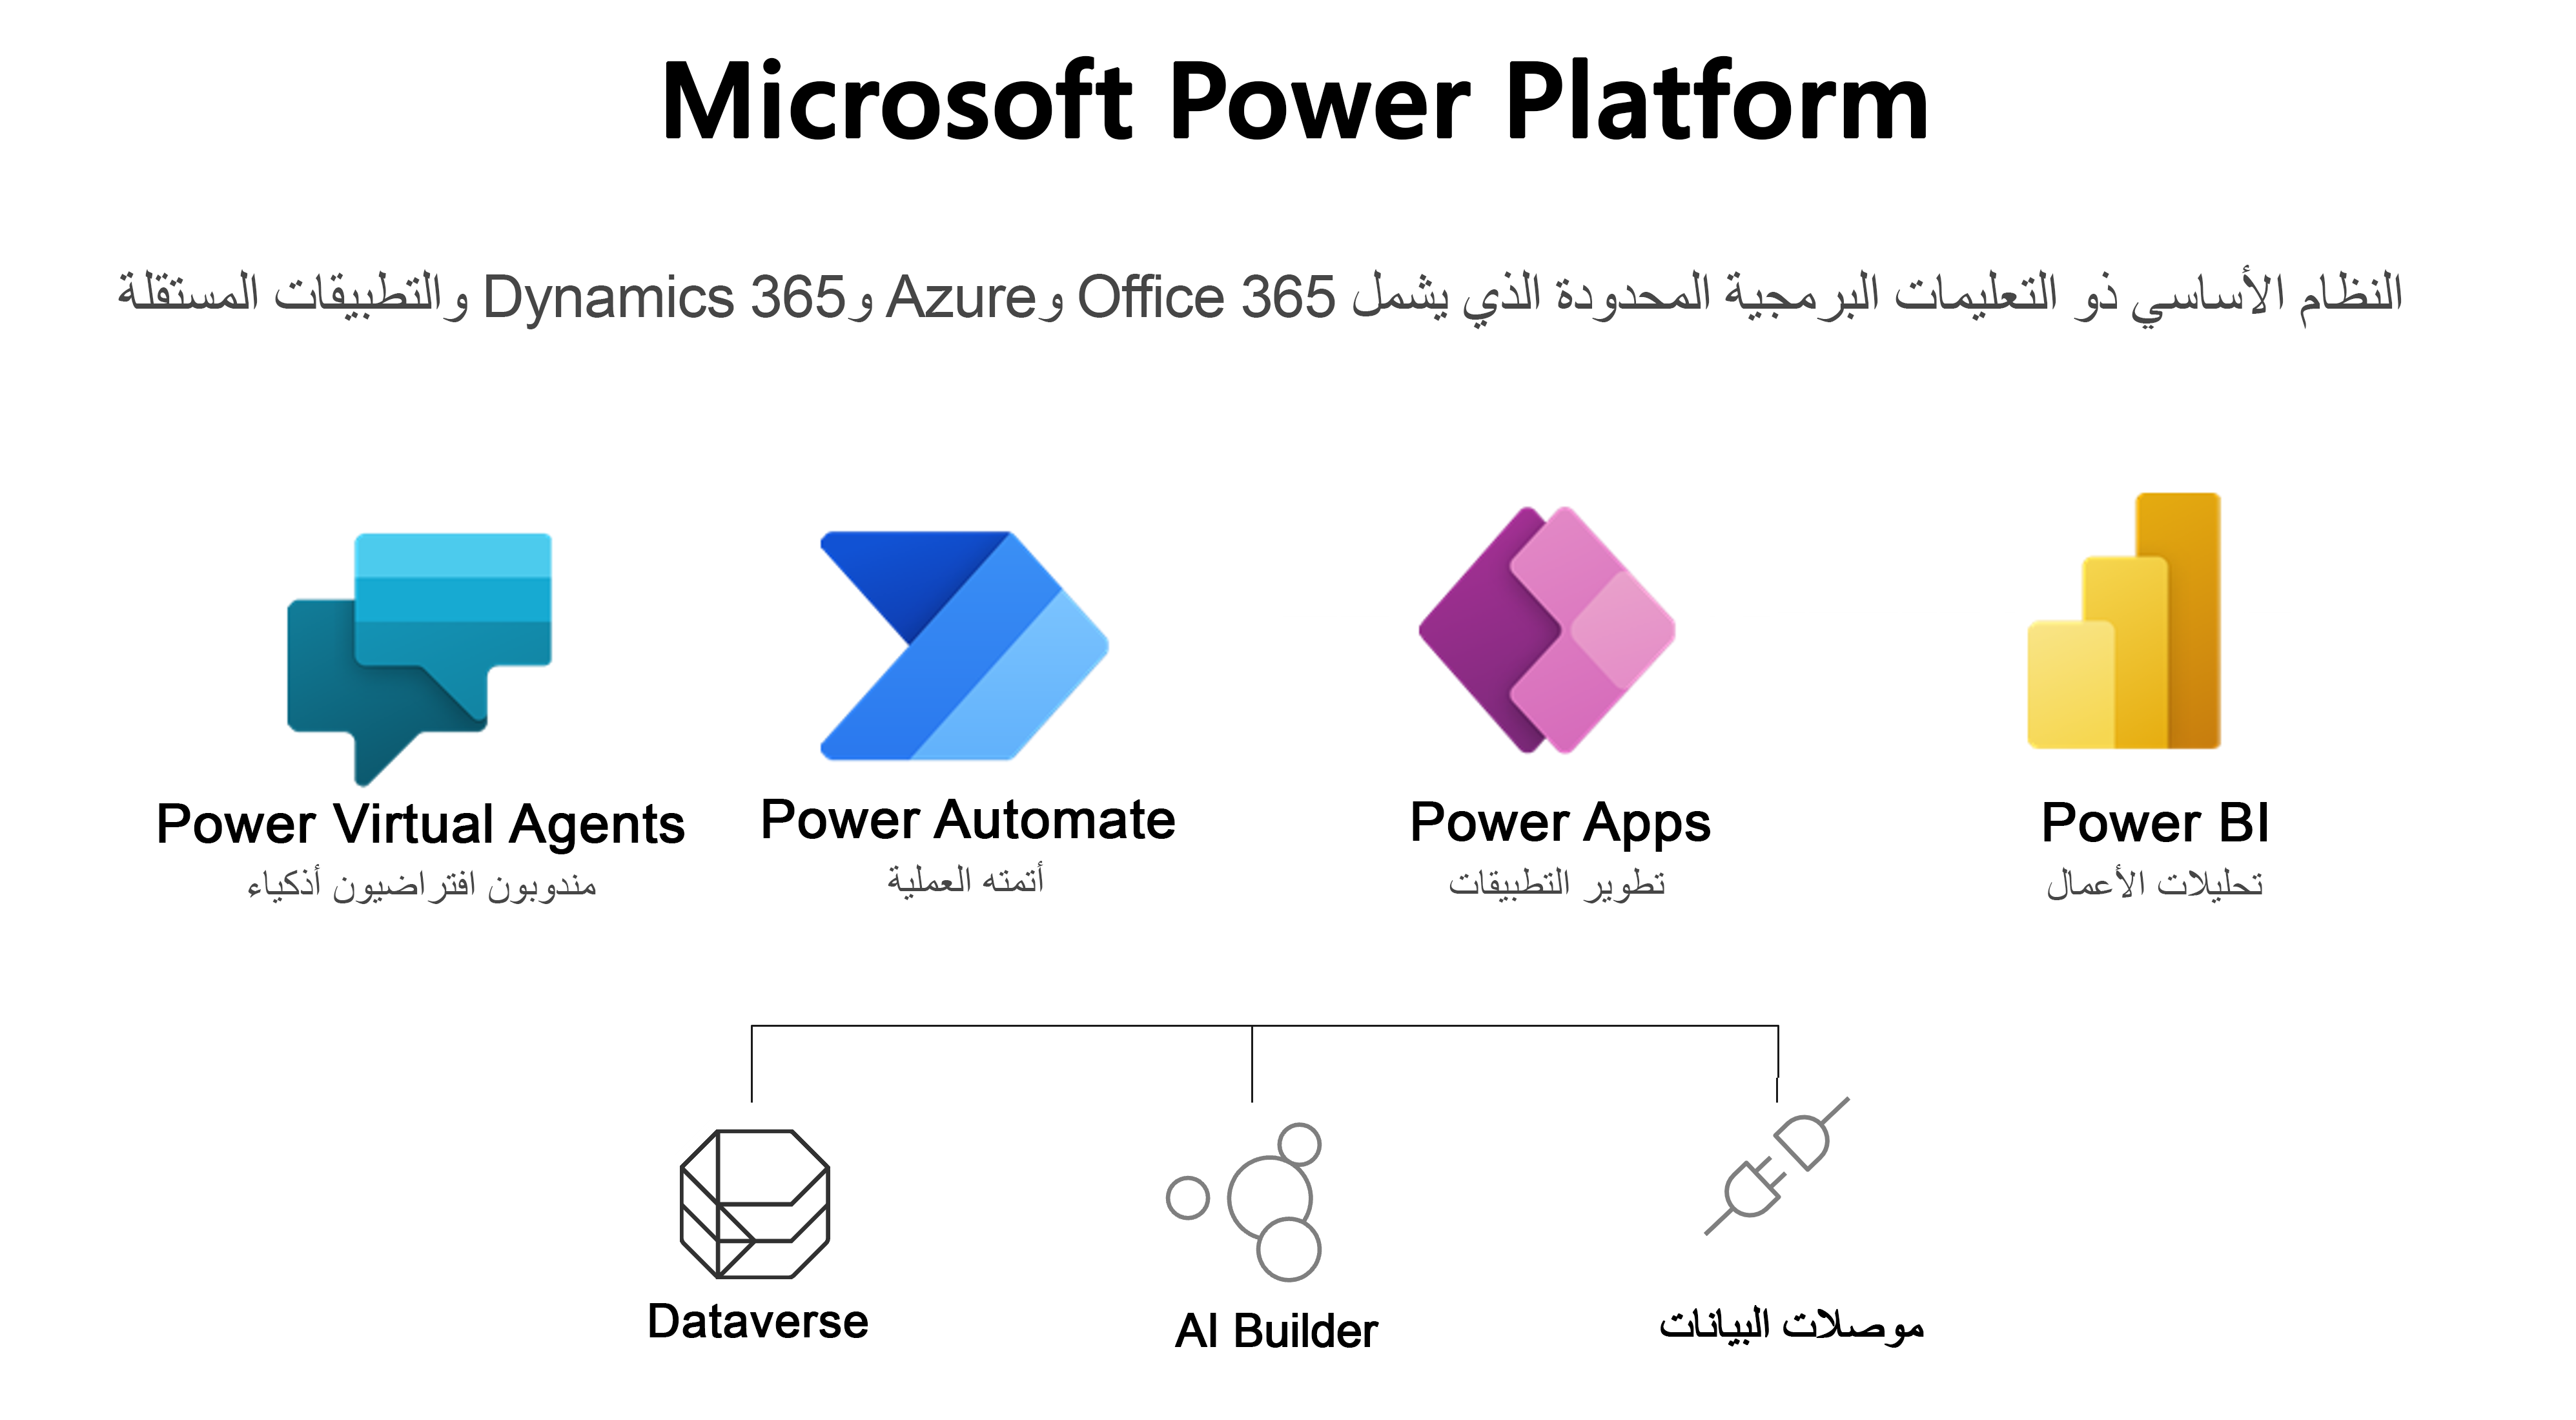 Microsoft Power Platform
النظام الأساسي ذو التعليمات البرمجية المحدودة الذي يشمل Office 365 وAzure وDynamics 365 والتطبيقات المستقلة
Power BI
تحليلات الأعمال
Power Apps
تطوير التطبيقات
Power Automate
أتمته العملية
Power Virtual Agents
مندوبون افتراضيون أذكياء
موصلات البيانات
AI Builder
Dataverse